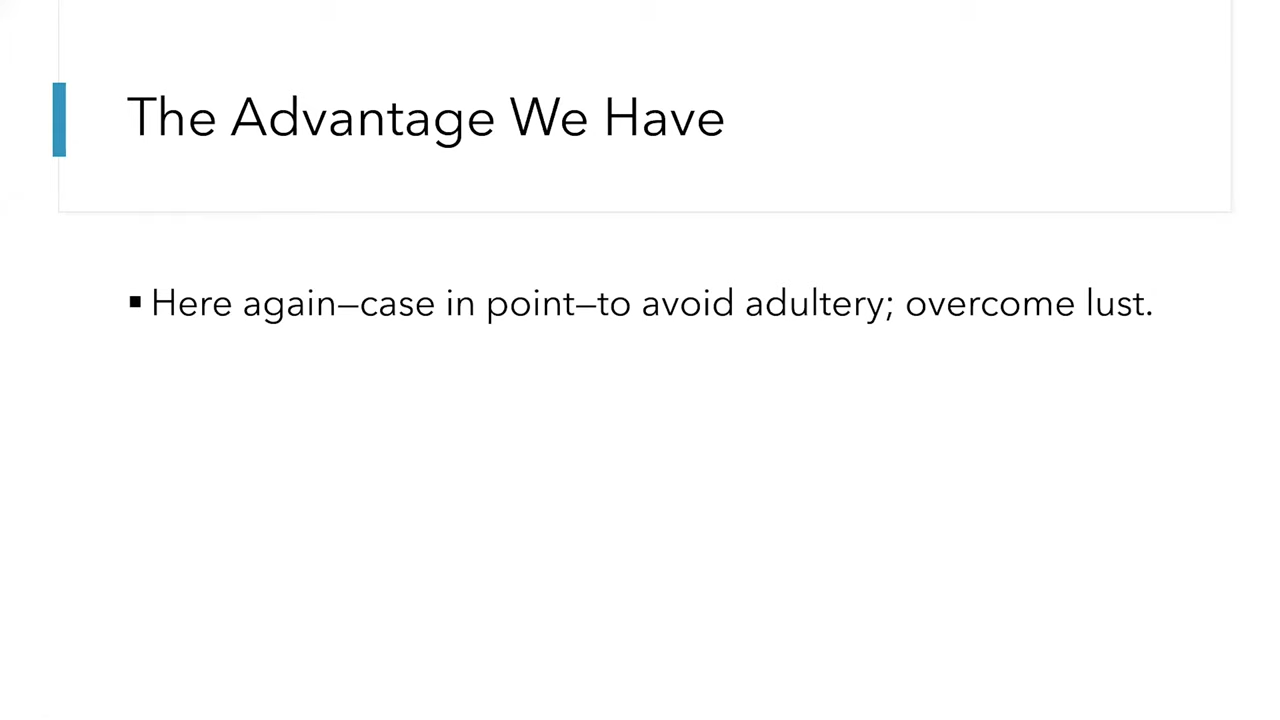 The Advantage We Have
▪ Here again—case in point—to avoid adultery; overcome lust.